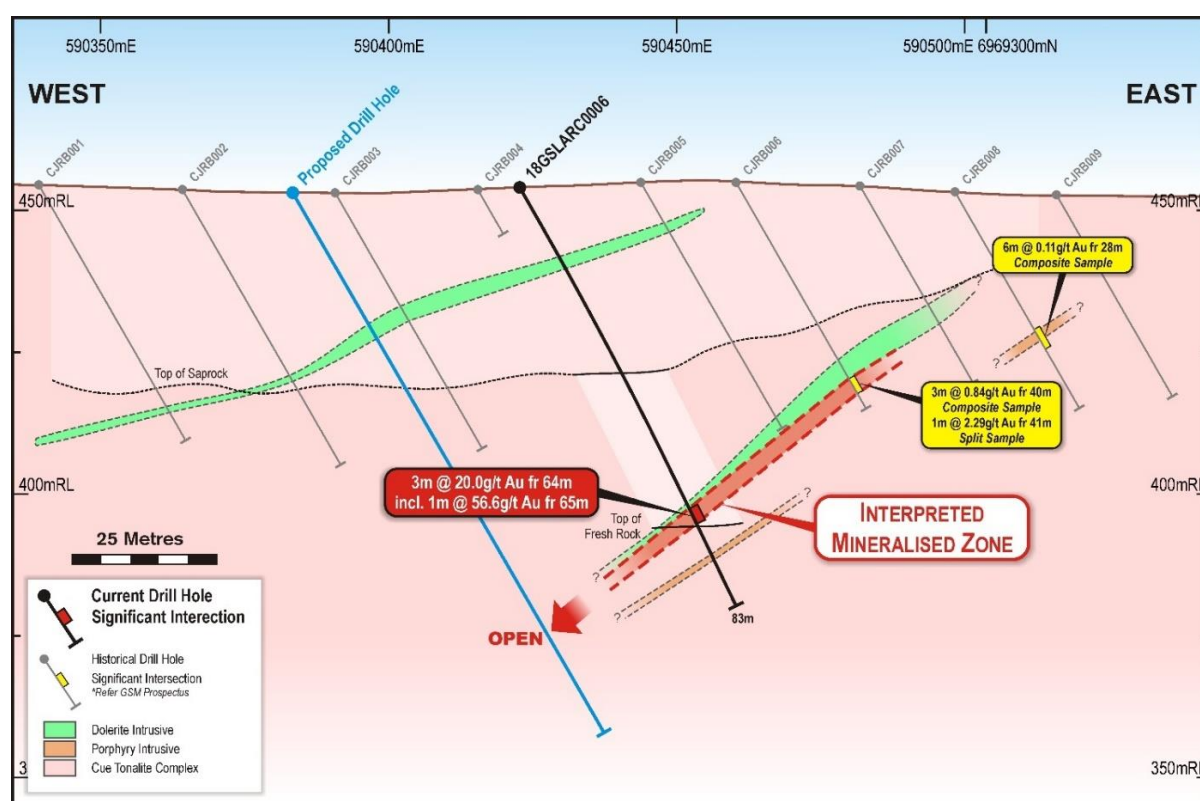 590350mE
590400mE
590450mE
590500mE 6969300mN
WEST
EAST
CJRB001
CJRB002
Proposed Drill Hole
CJRB003
CJRB004
18GSLARC0006
CJRB005
CJRB006
CJRB007
CJRB008
CJRB009
450mRL
450mRL
6m @ 0.11g/t Au fr 28m
Composite Sample
?
?
?
Top of Saprock
3m @ 0.84g/t Au fr 40m
Composite Sample
1m @ 2.29g/t Au fr 41m
Split Sample
400mRL
400mRL
3m @ 20.0g/t Au fr 64m
incl. 1m @ 56.6g/t Au fr 65m
?
Top of
Fresh Rock
INTERPRETED
MINERALISED ZONE
25 Metres
?
?
OPEN
83m
Current Drill Hole
Significant Interection
Historical Drill Hole
Significant Intersection
*Refer GSM Prospectus
Dolerite Intrusive
Porphyry Intrusive
Cue Tonalite Complex
3
350mRL